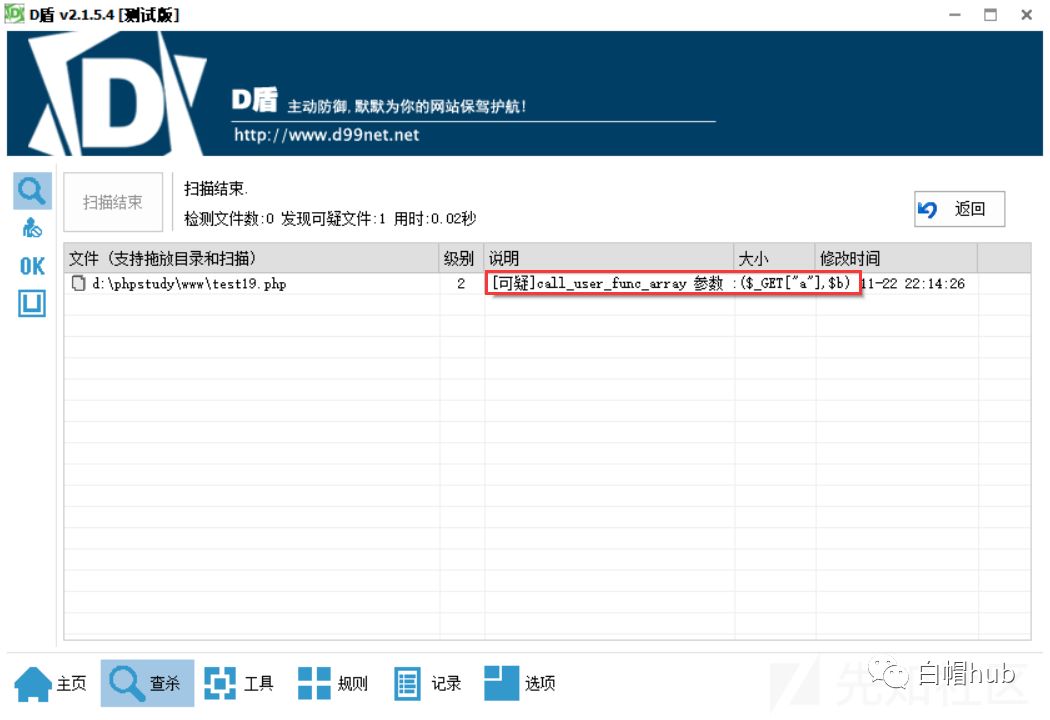 D盾 v2.1.5.4 [测试版]
D盾 主动防御,默默为你的网站保驾护航!
http://www.d99net.net
扫描结束
扫描结束.
检测文件数:0 发现可疑文件:1 用时:0.02秒
返回
文件（支持拖放目录和扫描） 级别 说明 大小 修改时间
d:\phpstudy\www\test19.php 2 [可疑]call_user_func_array 参数 :($_GET["a"],$b) 11-22 22:14:26
OK
主页 查杀 工具 规则 记录 选项
白帽hub
先知社区